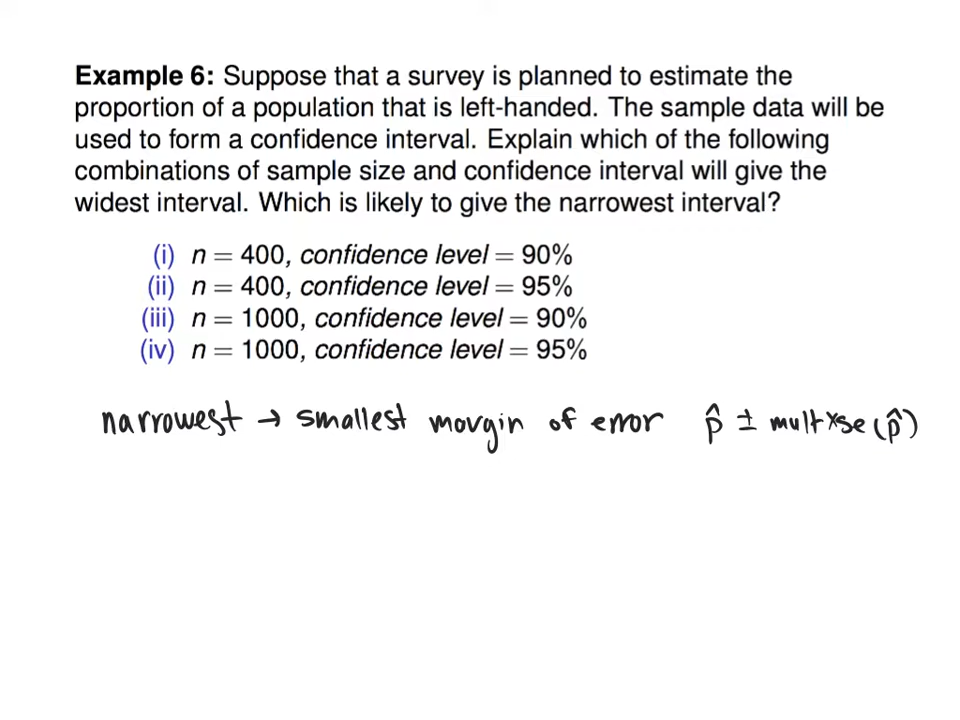 Example 6: Suppose that a survey is planned to estimate the
proportion of a population that is left-handed. The sample data will be
used to form a confidence interval. Explain which of the following
combinations of sample size and confidence interval will give the
widest interval. Which is likely to give the narrowest interval?
(i) n = 400, confidence level = 90%
(ii) n = 400, confidence level = 95%
(iii) n = 1000, confidence level = 90%
(iv) n = 1000, confidence level = 95%
narrowest → smallest margin of error p̂ ± mult × se (p̂)